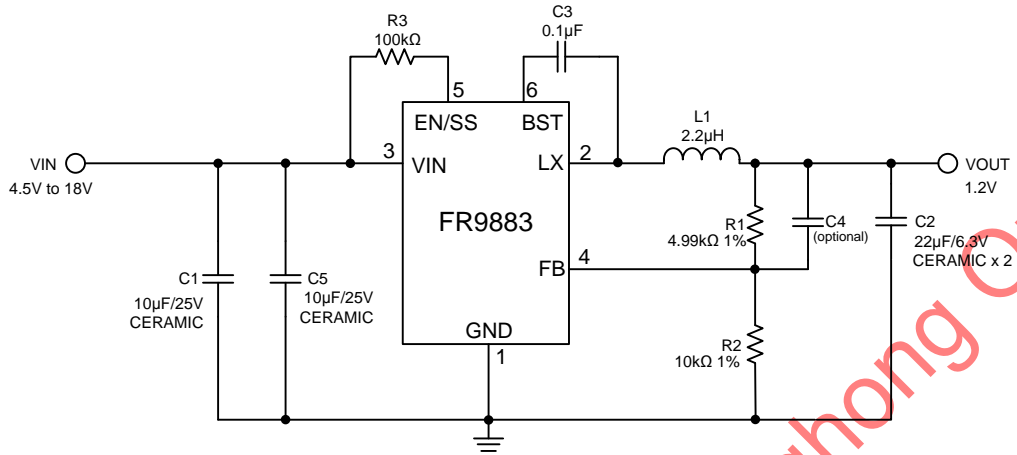 R3
100kΩ
C3
0.1µF
5
6
EN/SS
BST
L1
2.2µH
VIN
4.5V to 18V
3
VIN
LX
2
VOUT
1.2V
FR9883
R1
4.99kΩ 1%
C4
(optional)
C2
22µF/6.3V
CERAMIC x 2
FB
4
C1
10µF/25V
CERAMIC
C5
10µF/25V
CERAMIC
GND
1
R2
10kΩ 1%